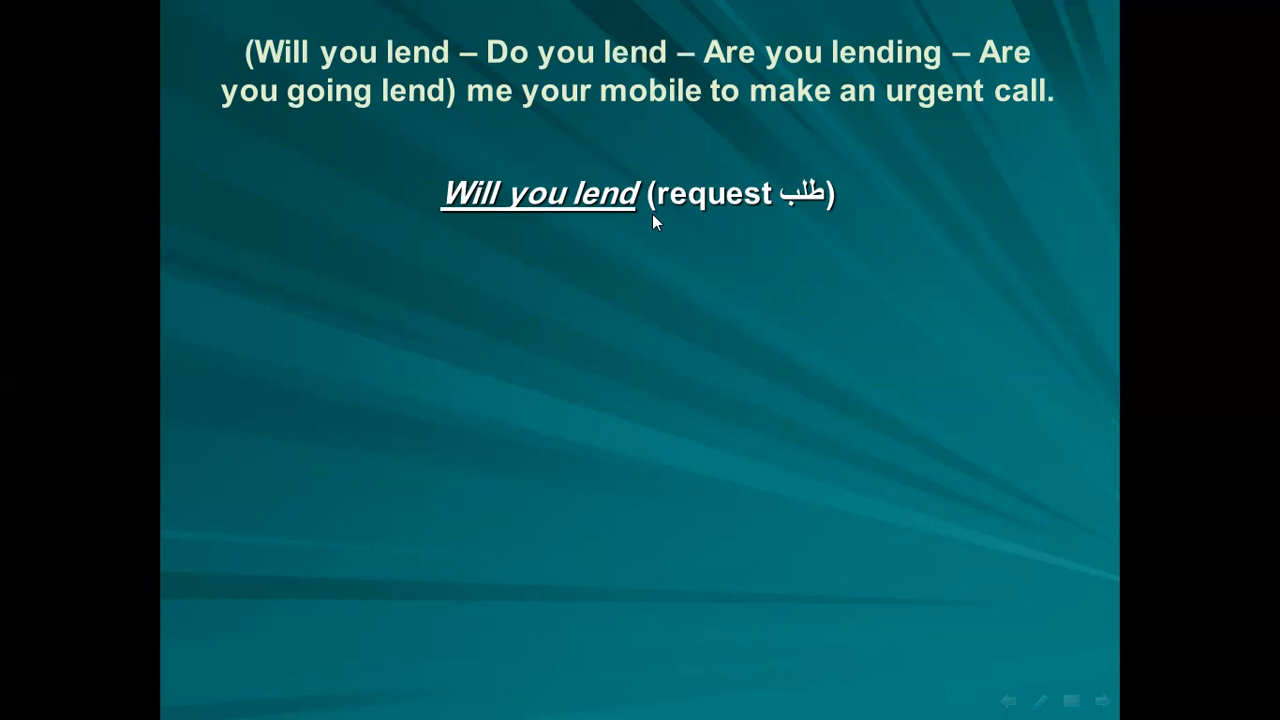 (Will you lend – Do you lend – Are you lending – Are
you going lend) me your mobile to make an urgent call.
Will you lend (request طلب)